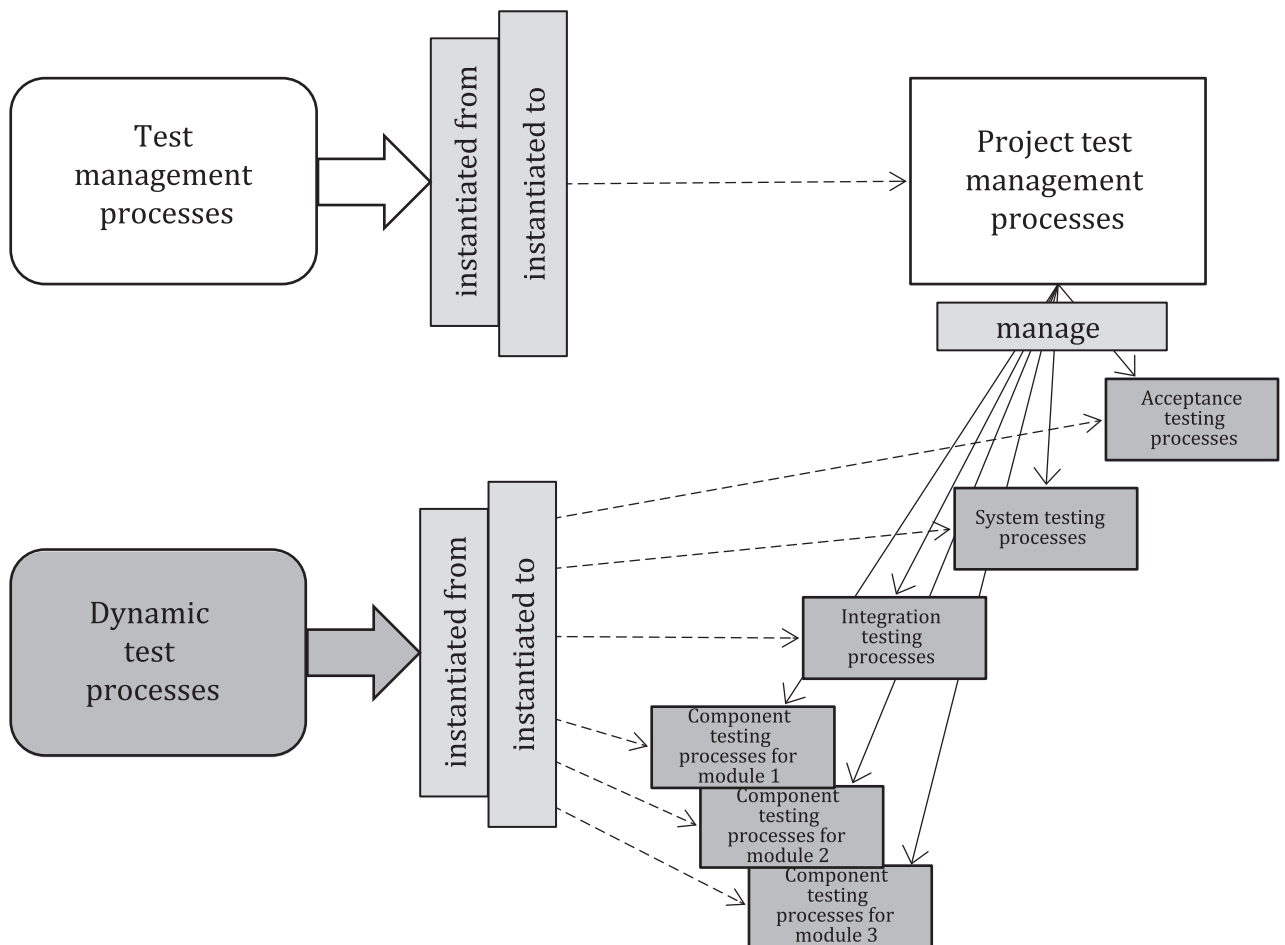 Test
management
processes
instantiated from
instantiated to
Project test
management
processes
manage
Acceptance
testing
processes
System testing
processes
Dynamic
test
processes
instantiated from
instantiated to
Integration
testing
processes
Component
testing
processes for
module 1
Component
testing
processes for
module 2
Component
testing
processes for
module 3